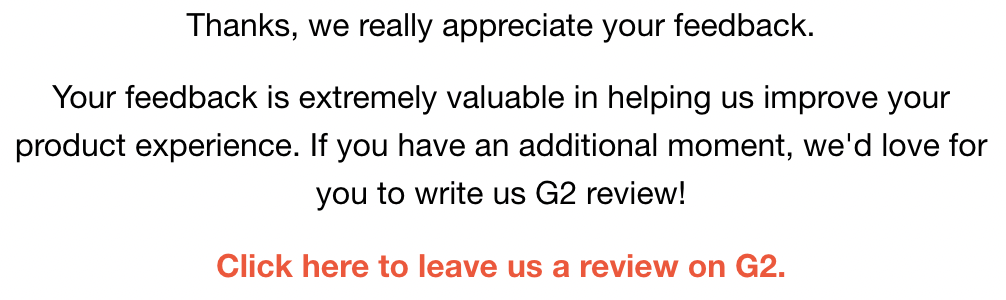 Thanks, we really appreciate your feedback.
Your feedback is extremely valuable in helping us improve your
product experience. If you have an additional moment, we'd love for
you to write us G2 review!
Click here to leave us a review on G2.